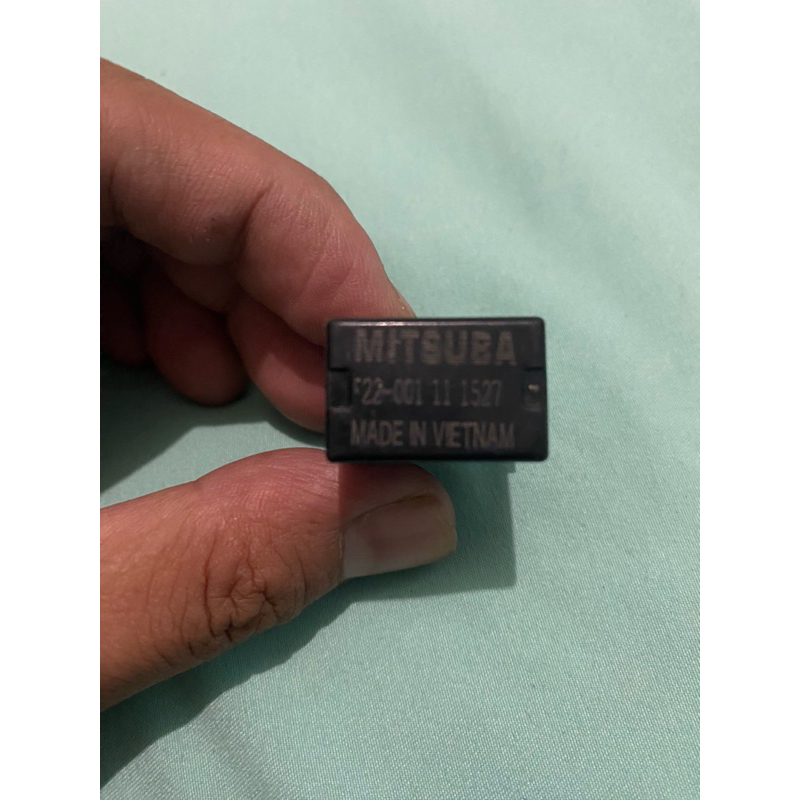 MITSUBA
F22-001 11 1527
MADE IN VIETNAM